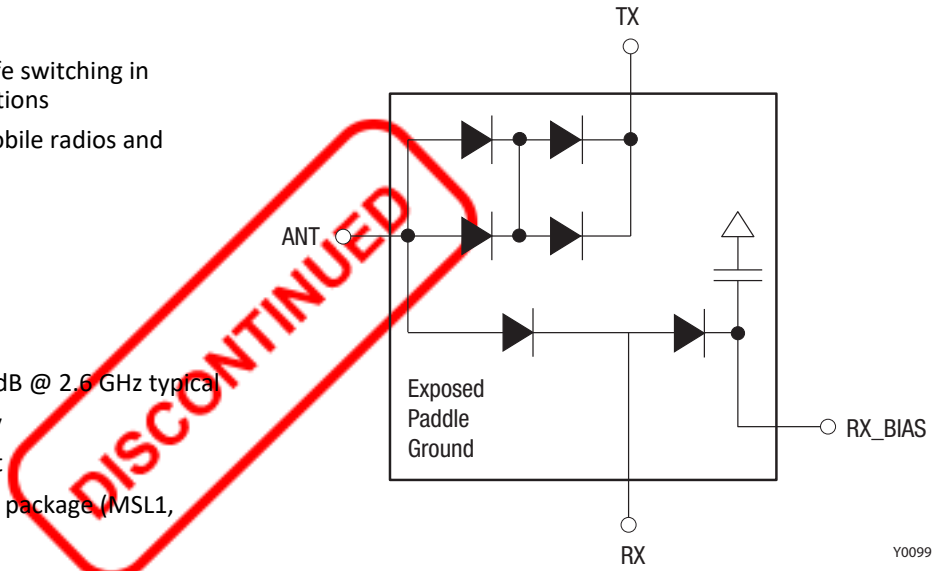 fe switching in
tions
obile radios and
dB @ 2.6 GHz typical
package (MSL1,
DISCONTINUED
TX
ANT
Exposed
Paddle
Ground
RX_BIAS
RX
Y0099